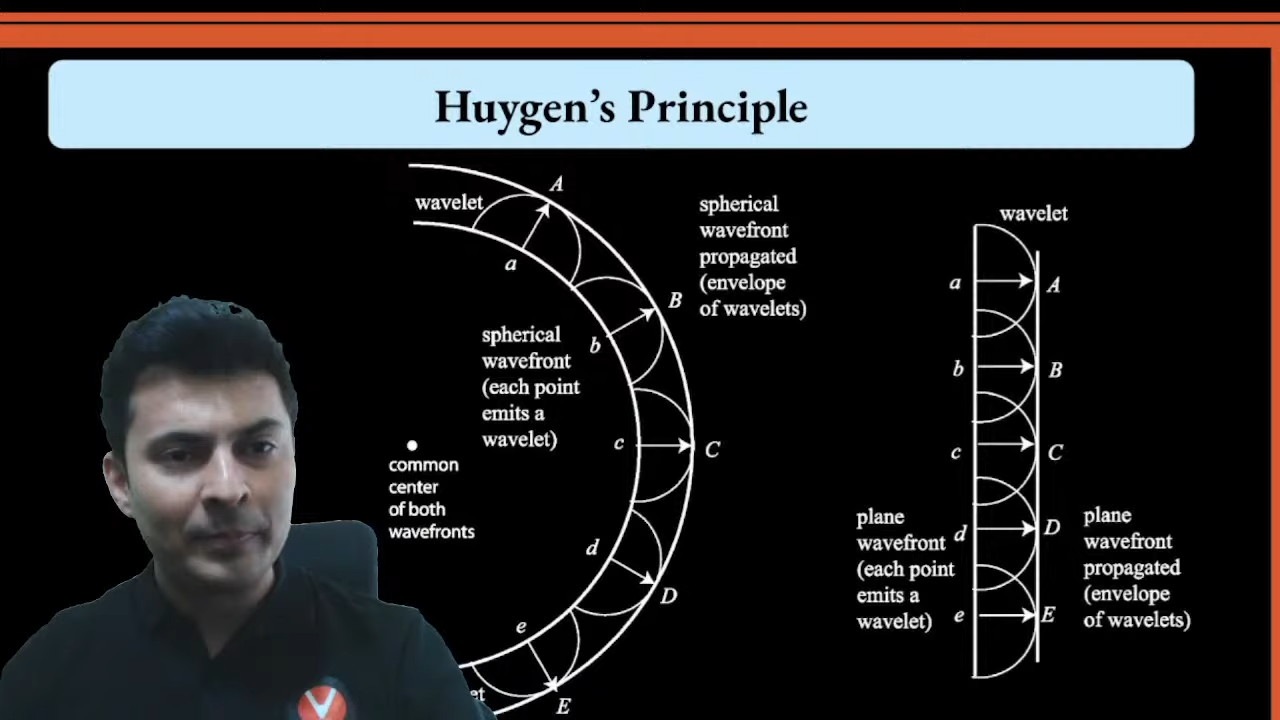 Huygen's Principle
wavelet
A
a
spherical
wavefront
propagated
(envelope
of wavelets)
B
b
spherical
wavefront
(each point
emits a
wavelet)
c
C
common
center
of both
wavefronts
d
D
e
E
wavelet
a
A
b
B
c
C
plane
wavefront
(each point
emits a
wavelet)
d
D
plane
wavefront
propagated
(envelope
of wavelets)
e
E